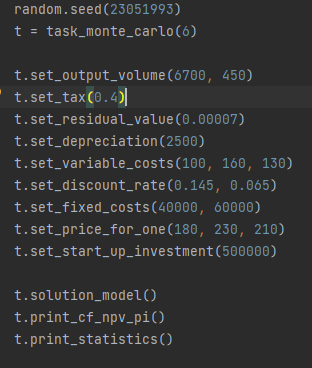 random.seed(23051993)
t = task_monte_carlo(6)
t.set_output_volume(6700, 450)
t.set_tax(0.4)
t.set_residual_value(0.00007)
t.set_depreciation(2500)
t.set_variable_costs(100, 160, 130)
t.set_discount_rate(0.145, 0.065)
t.set_fixed_costs(40000, 60000)
t.set_price_for_one(180, 230, 210)
t.set_start_up_investment(500000)
t.solution_model()
t.print_cf_npv_pi()
t.print_statistics()